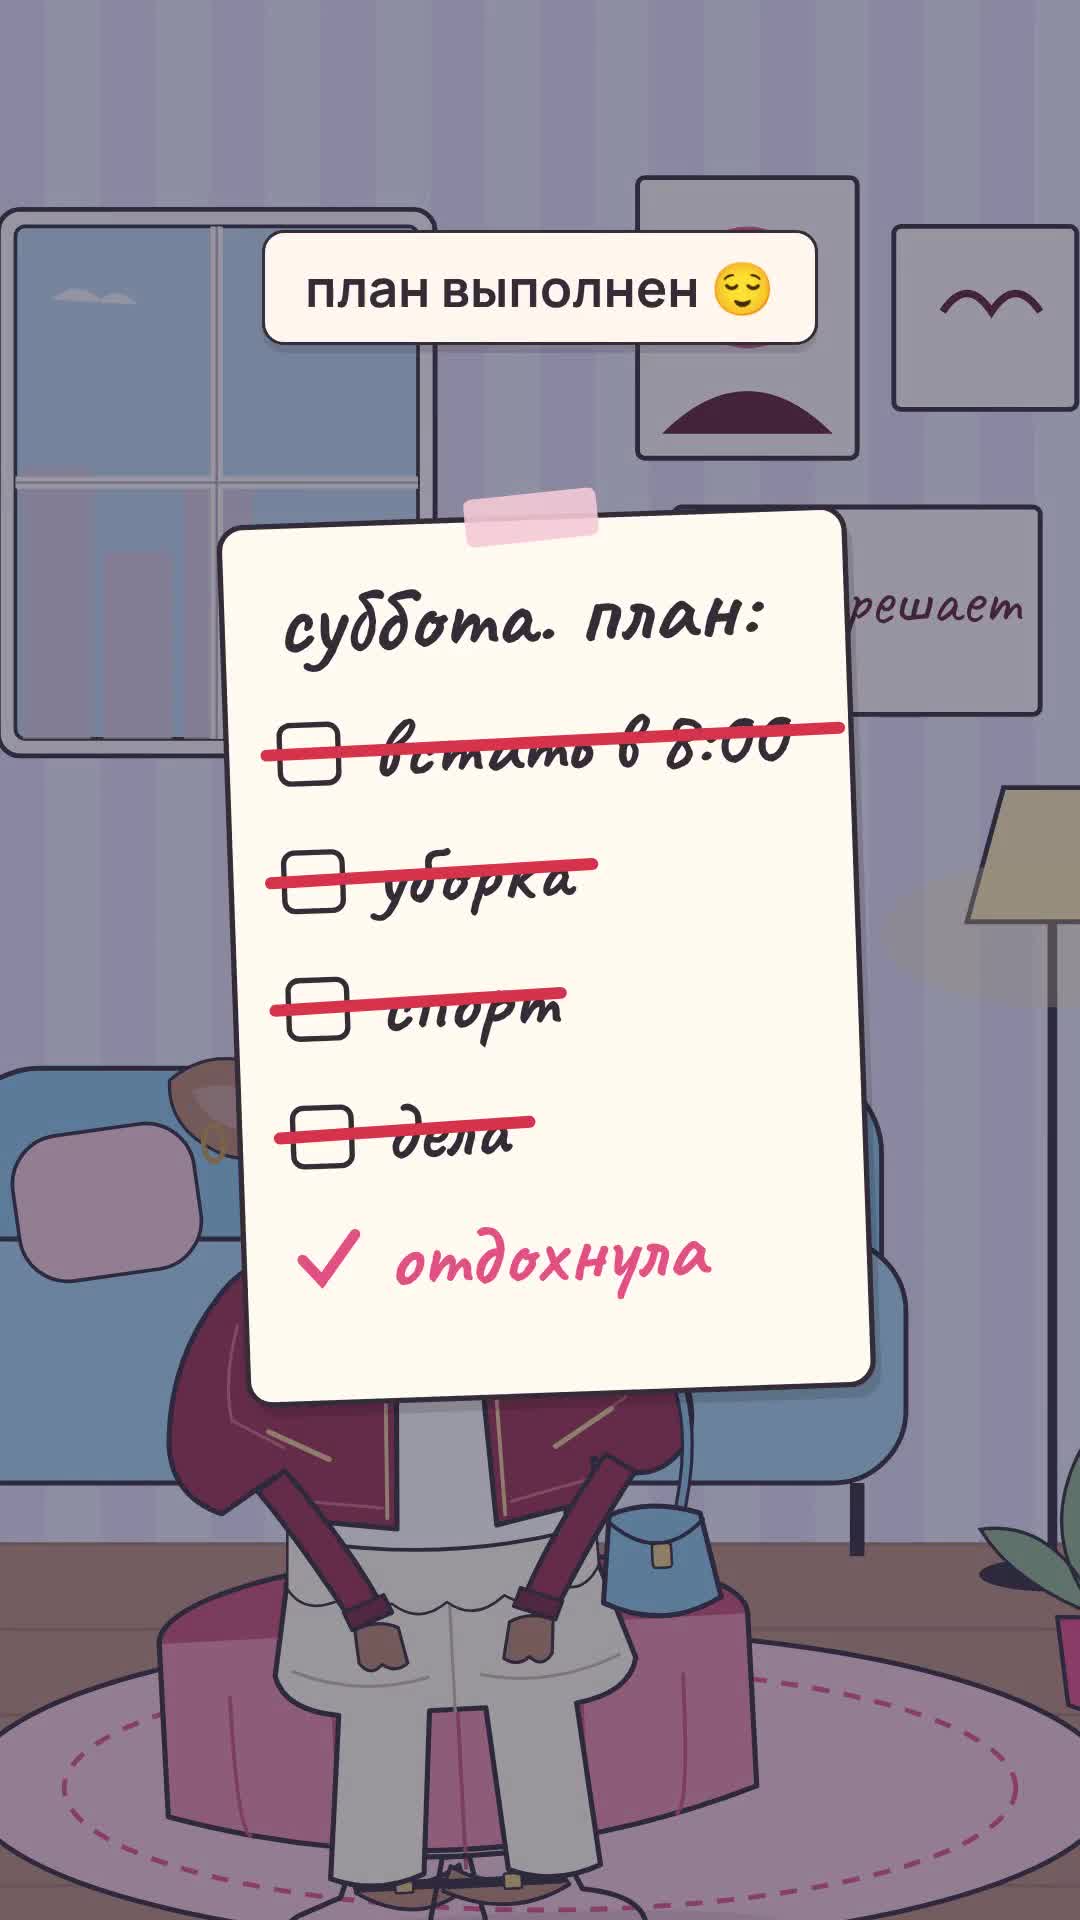 план выполнен 😌
решает
суббота. план:
встать в 8:00
уборка
спорт
дела
отдохнула